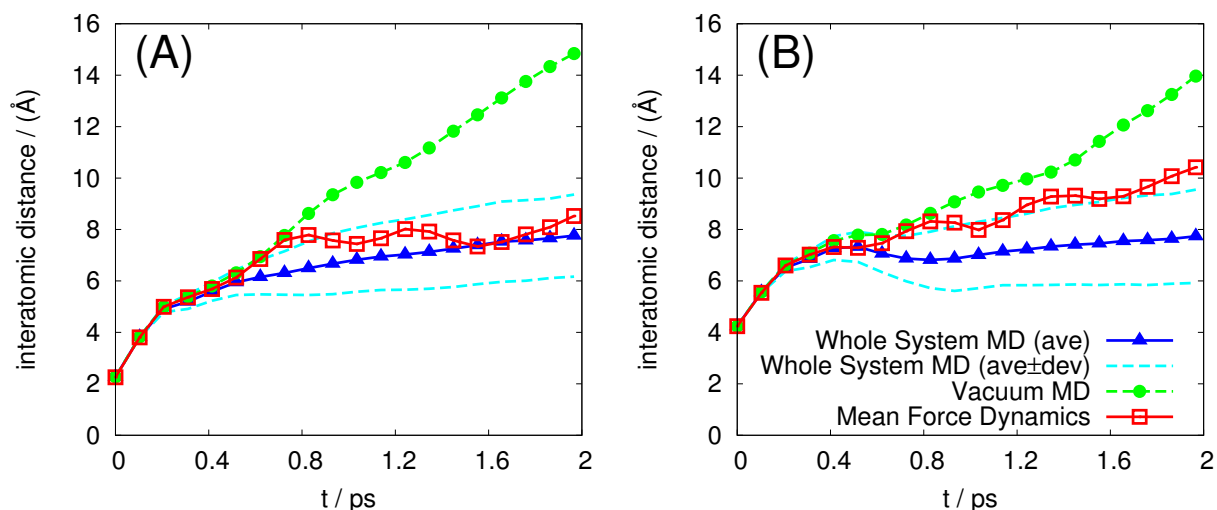 (A)
interatomic distance / (Å)
16
14
12
10
8
6
4
2
0
0 0.4 0.8 1.2 1.6 2
t / ps
(B)
interatomic distance / (Å)
16
14
12
10
8
6
4
2
0
Whole System MD (ave)
Whole System MD (ave±dev)
Vacuum MD
Mean Force Dynamics
0 0.4 0.8 1.2 1.6 2
t / ps